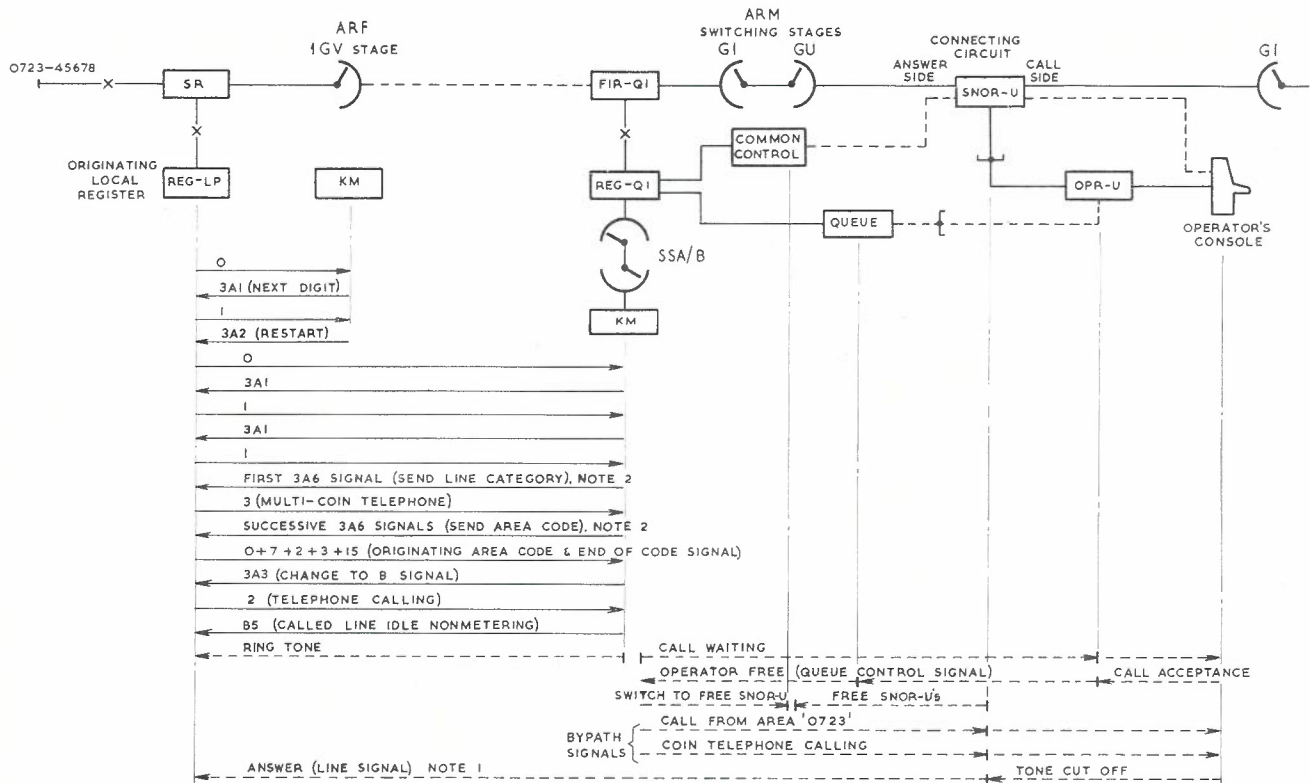 ARF
1GV STAGE
ARM
SWITCHING STAGES
GI GU
CONNECTING
CIRCUIT
ANSWER
SIDE
CALL
SIDE
GI
0723-45678
SR
FIR-QI
SNOR-U
ORIGINATING
LOCAL
REGISTER
REG-LP
KM
REG-QI
COMMON
CONTROL
QUEUE
OPR-U
OPERATOR'S
CONSOLE
SSA/B
KM
0
3A1 (NEXT DIGIT)
1
3A2 (RESTART)
0
3A1
1
3A1
1
FIRST 3A6 SIGNAL (SEND LINE CATEGORY), NOTE 2
3 (MULTI-COIN TELEPHONE)
SUCCESSIVE 3A6 SIGNALS (SEND AREA CODE), NOTE 2
0+7+2+3+15 (ORIGINATING AREA CODE & END OF CODE SIGNAL)
3A3 (CHANGE TO B SIGNAL)
2 (TELEPHONE CALLING)
B5 (CALLED LINE IDLE NONMETERING)
RING TONE
CALL WAITING
OPERATOR FREE (QUEUE CONTROL SIGNAL)
CALL ACCEPTANCE
SWITCH TO FREE SNOR-U
FREE SNOR-U's
BYPATH
SIGNALS
CALL FROM AREA '0723'
COIN TELEPHONE CALLING
ANSWER (LINE SIGNAL) NOTE 1
TONE CUT OFF